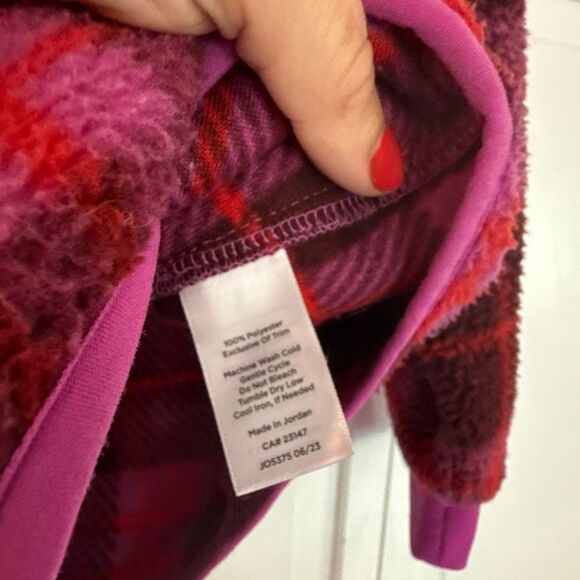 100% Polyester
Exclusive Of Trim
Machine Wash Cold
Gentle Cycle
Do Not Bleach
Tumble Dry Low
Cool Iron, If Needed
Made In Jordan
CA# 23147
JO5375 06/23